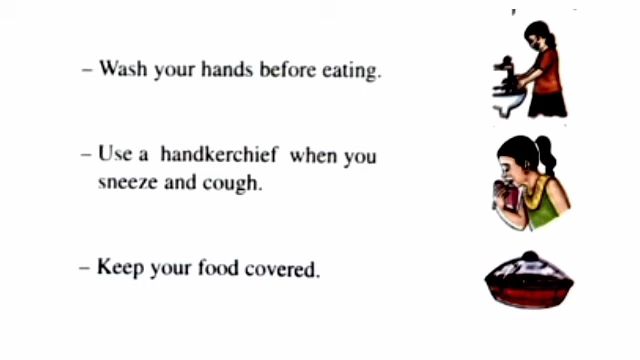 – Wash your hands before eating.
– Use a handkerchief when you
sneeze and cough.
– Keep your food covered.